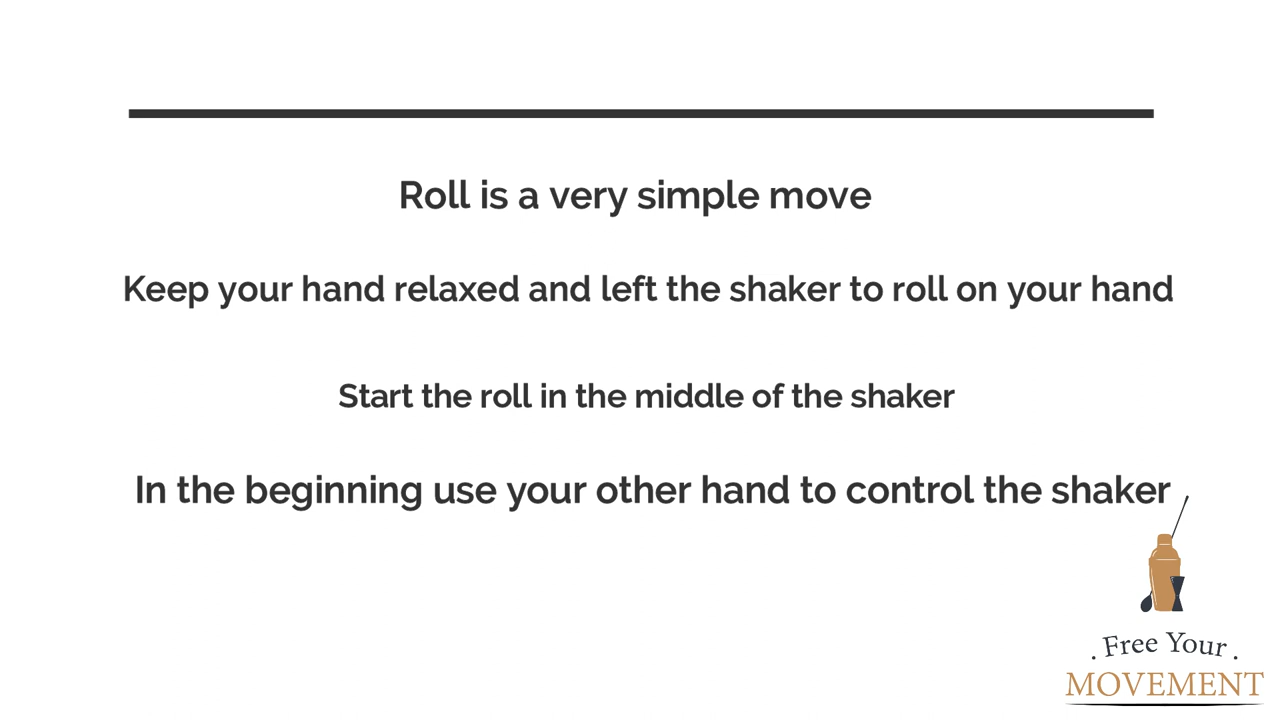 Roll is a very simple move
Keep your hand relaxed and left the shaker to roll on your hand
Start the roll in the middle of the shaker
In the beginning use your other hand to control the shaker
. Free Your .
MOVEMENT